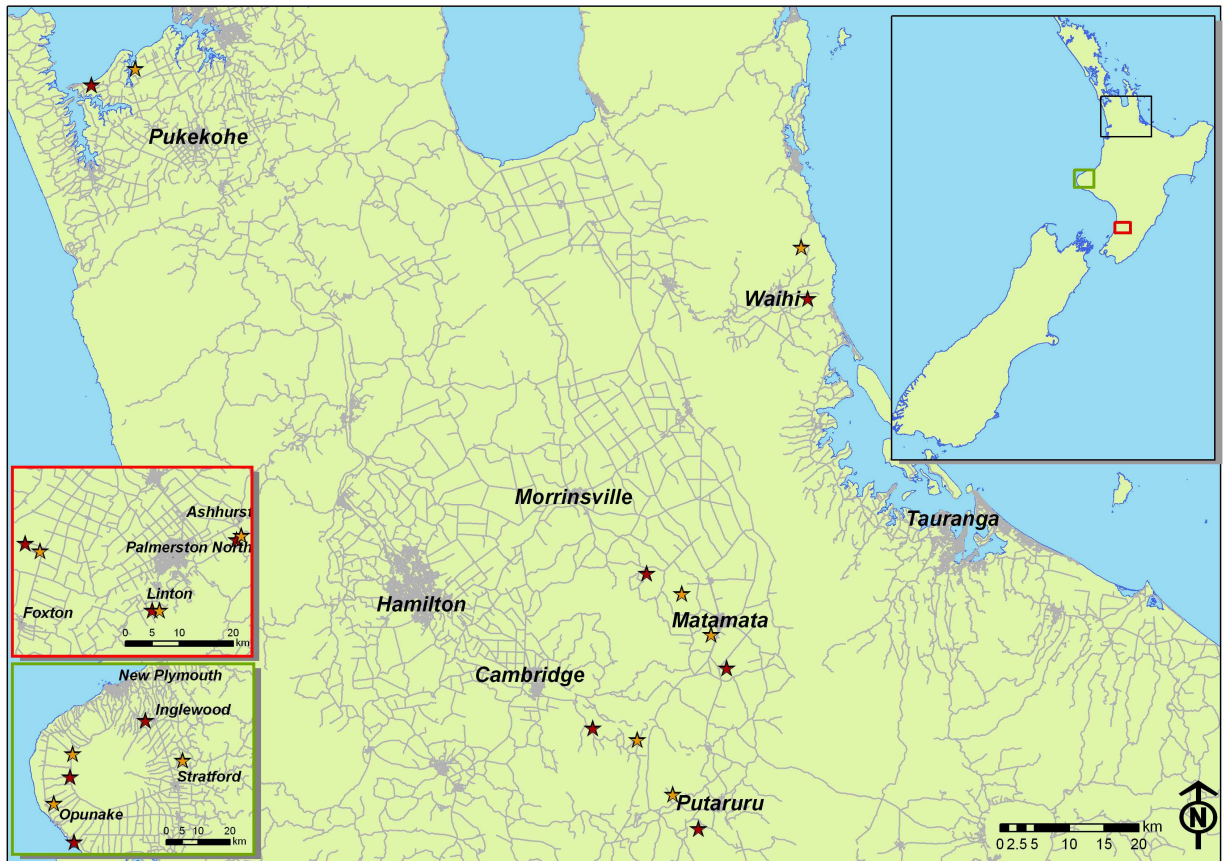 Pukekohe
Waihi
Morrinsville
Tauranga
Hamilton
Matamata
Cambridge
Putaruru
Ashhurst
Palmerston North
Linton
Foxton
0 5 10 20
km
New Plymouth
Inglewood
Stratford
Opunake
0 5 10 20
km
N
km
0 2.5 5 10 15 20